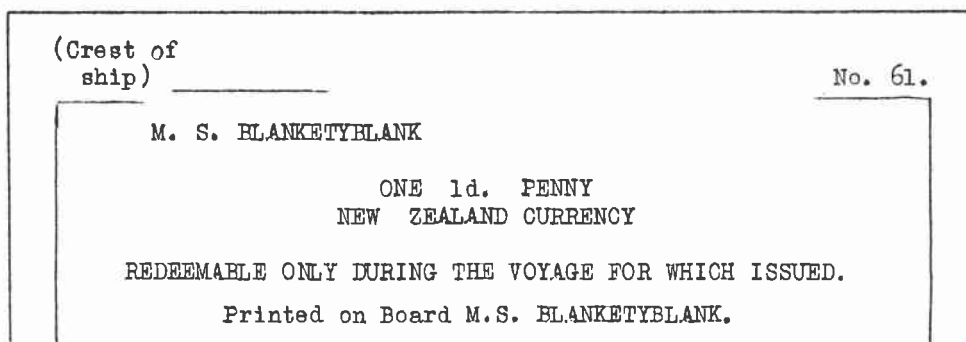 (Crest of
ship)
No. 61.
M. S. BLANKETYBLANK
ONE 1d. PENNY
NEW ZEALAND CURRENCY
REDEEMABLE ONLY DURING THE VOYAGE FOR WHICH ISSUED.
Printed on Board M.S. BLANKETYBLANK.